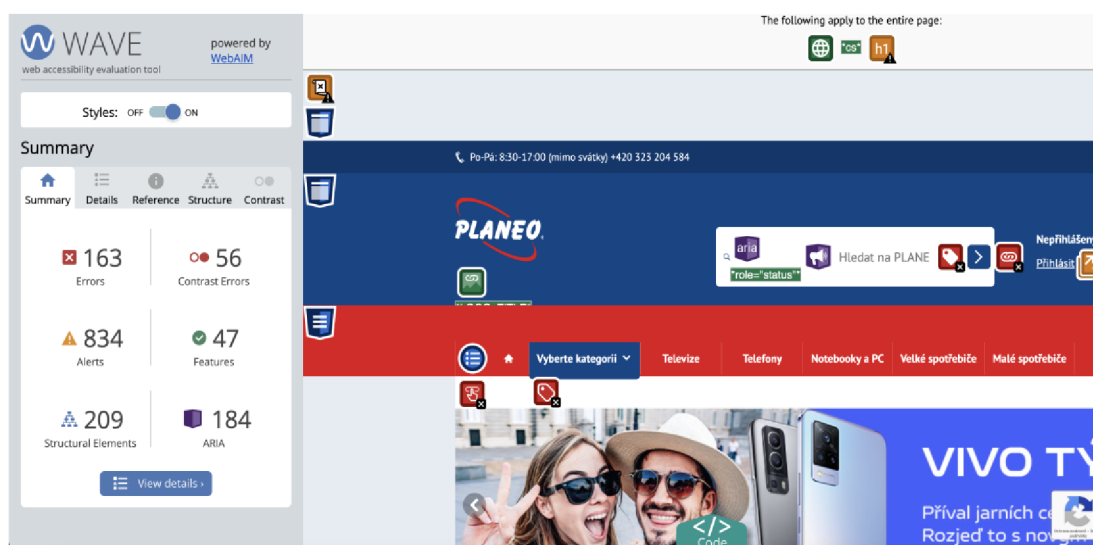 WAVE
web accessibility evaluation tool
powered by
WebAIM
Styles: OFF ON
Summary
Summary Details Reference Structure Contrast
163
Errors
56
Contrast Errors
834
Alerts
47
Features
209
Structural Elements
184
ARIA
View details ›
The following apply to the entire page:
*cs* h1
Po-Pá: 8:30-17:00 (mimo svátky) +420 323 204 584
PLANEO
aria
*role="status"*
Hledat na PLANE
Nepřihlášen
Přihlásit
Vyberte kategorii Televize Telefony Notebooky a PC Velké spotřebiče Malé spotřebiče
VIVO TÝ
Příval jarních
Rozjeď to s
</>
Code